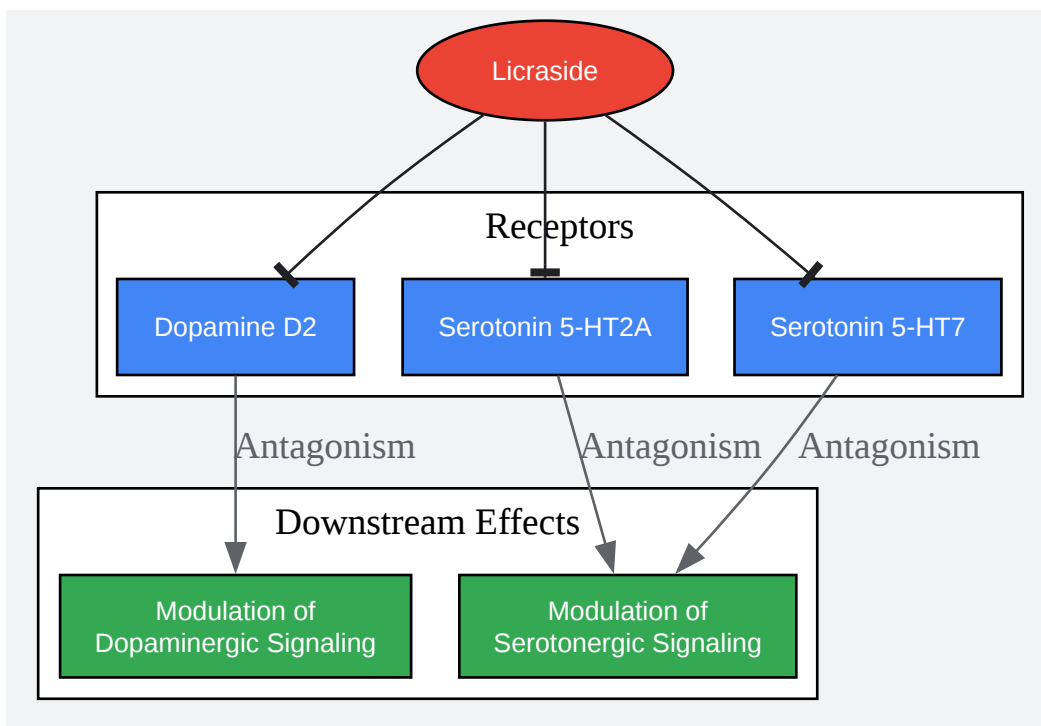 Licraside
Receptors
Dopamine D2
Serotonin 5-HT2A
Serotonin 5-HT7
Antagonism
Antagonism
Antagonism
Downstream Effects
Modulation of
Dopaminergic Signaling
Modulation of
Serotonergic Signaling